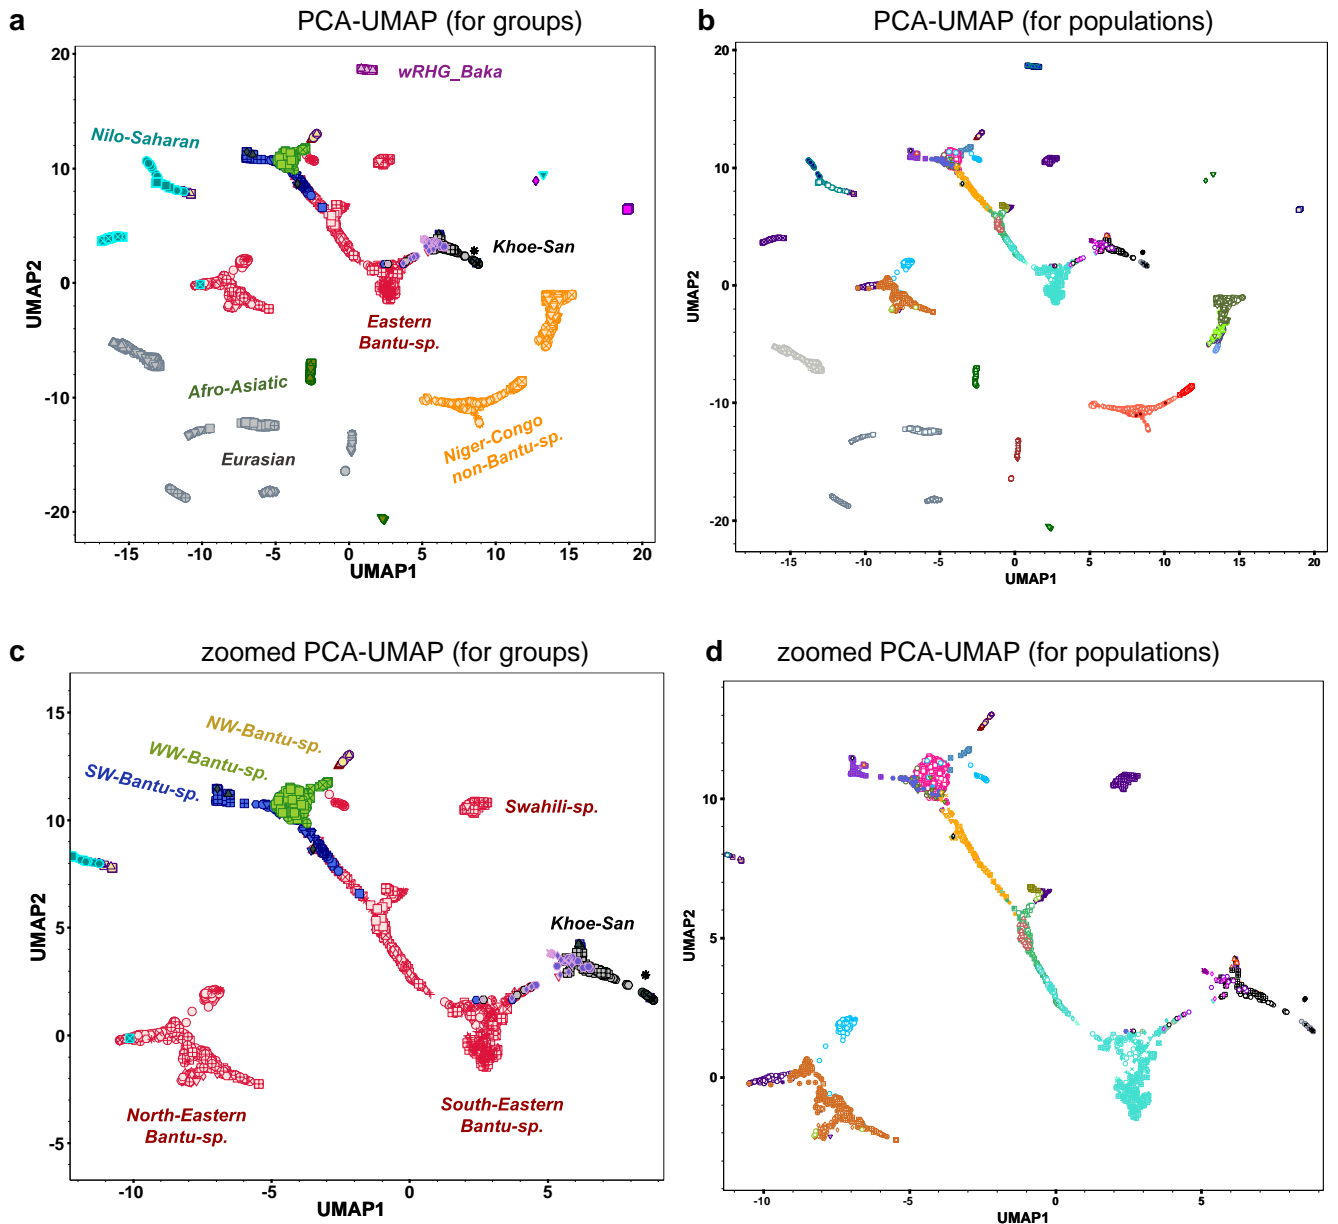 a
PCA-UMAP (for groups)
20
10
0
-10
-20
UMAP2
-15
-10
-5
0
5
10
15
20
UMAP1
wRHG_Baka
Nilo-Saharan
Khoe-San
Eastern
Bantu-sp.
Afro-Asiatic
Eurasian
Niger-Congo
non-Bantu-sp.
b
PCA-UMAP (for populations)
20
10
0
-10
-20
UMAP2
-15
-10
-5
0
5
10
15
20
UMAP1
c
zoomed PCA-UMAP (for groups)
15
10
5
0
-5
UMAP2
-10
-5
0
5
UMAP1
NW-Bantu-sp.
WW-Bantu-sp.
SW-Bantu-sp.
Swahili-sp.
Khoe-San
North-Eastern
Bantu-sp.
South-Eastern
Bantu-sp.
d
zoomed PCA-UMAP (for populations)
10
5
0
UMAP2
-10
-5
0
5
UMAP1